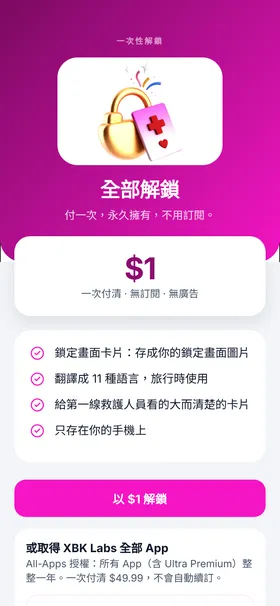 一次性解鎖
全部解鎖
付一次，永久擁有，不用訂閱。
$1
一次付清 · 無訂閱 · 無廣告
鎖定畫面卡片：存成你的鎖定畫面圖片
翻譯成 11 種語言，旅行時使用
給第一線救護人員看的大而清楚的卡片
只存在你的手機上
以 $1 解鎖
或取得 XBK Labs 全部 App
All-Apps 授權：所有 App（含 Ultra Premium）整
整一年。一次付清 $49.99，不會自動續訂。